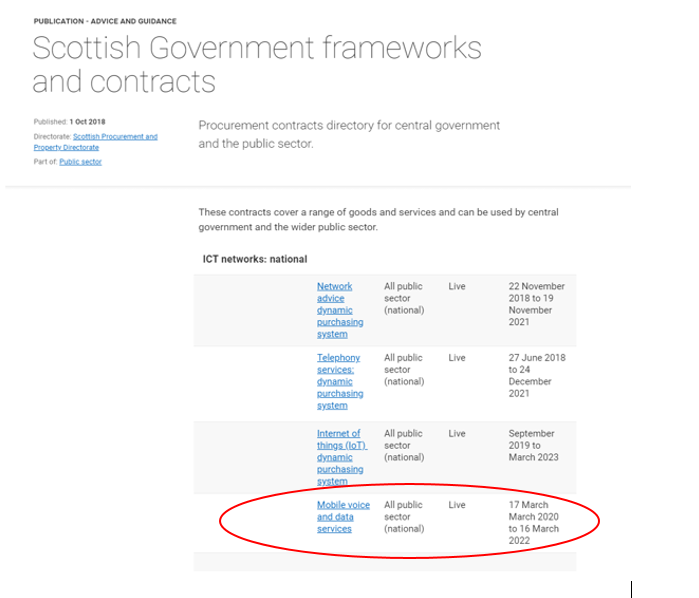 PUBLICATION - ADVICE AND GUIDANCE
Scottish Government frameworks
and contracts
Published: 1 Oct 2018
Directorate: Scottish Procurement and
Property Directorate
Part of: Public sector
Procurement contracts directory for central government
and the public sector.
These contracts cover a range of goods and services and can be used by central
government and the wider public sector.
ICT networks: national
Network
advice
dynamic
purchasing
system
All public
sector
(national)
Live
22 November
2018 to 19
November
2021
Telephony
services:
dynamic
purchasing
system
All public
sector
(national)
Live
27 June 2018
to 24
December
2021
Internet of
things (IoT)
dynamic
purchasing
system
All public
sector
(national)
Live
September
2019 to
March 2023
Mobile voice
and data
services
All public
sector
(national)
Live
17 March
March 2020
to 16 March
2022